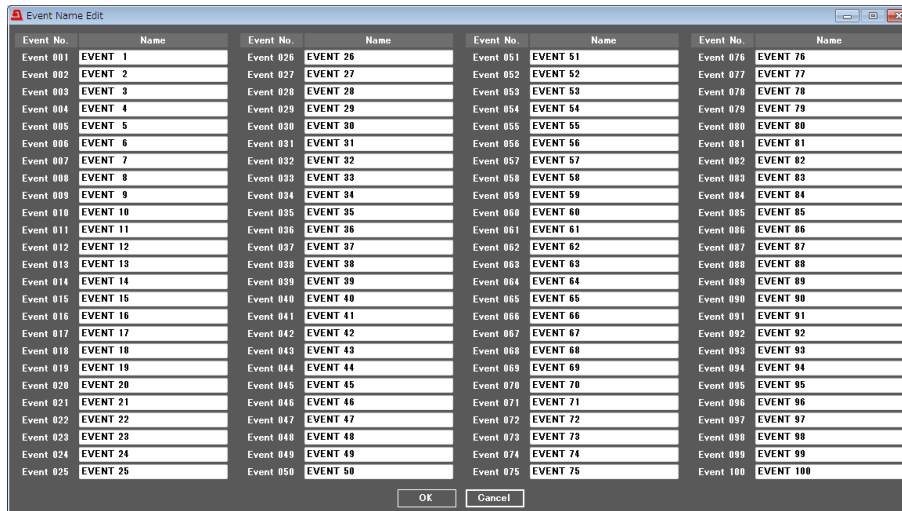 Event Name Edit
Event No. Name Event No. Name Event No. Name Event No. Name
Event 001 EVENT 1 Event 026 EVENT 26 Event 051 EVENT 51 Event 076 EVENT 76
Event 002 EVENT 2 Event 027 EVENT 27 Event 052 EVENT 52 Event 077 EVENT 77
Event 003 EVENT 3 Event 028 EVENT 28 Event 053 EVENT 53 Event 078 EVENT 78
Event 004 EVENT 4 Event 029 EVENT 29 Event 054 EVENT 54 Event 079 EVENT 79
Event 005 EVENT 5 Event 030 EVENT 30 Event 055 EVENT 55 Event 080 EVENT 80
Event 006 EVENT 6 Event 031 EVENT 31 Event 056 EVENT 56 Event 081 EVENT 81
Event 007 EVENT 7 Event 032 EVENT 32 Event 057 EVENT 57 Event 082 EVENT 82
Event 008 EVENT 8 Event 033 EVENT 33 Event 058 EVENT 58 Event 083 EVENT 83
Event 009 EVENT 9 Event 034 EVENT 34 Event 059 EVENT 59 Event 084 EVENT 84
Event 010 EVENT 10 Event 035 EVENT 35 Event 060 EVENT 60 Event 085 EVENT 85
Event 011 EVENT 11 Event 036 EVENT 36 Event 061 EVENT 61 Event 086 EVENT 86
Event 012 EVENT 12 Event 037 EVENT 37 Event 062 EVENT 62 Event 087 EVENT 87
Event 013 EVENT 13 Event 038 EVENT 38 Event 063 EVENT 63 Event 088 EVENT 88
Event 014 EVENT 14 Event 039 EVENT 39 Event 064 EVENT 64 Event 089 EVENT 89
Event 015 EVENT 15 Event 040 EVENT 40 Event 065 EVENT 65 Event 090 EVENT 90
Event 016 EVENT 16 Event 041 EVENT 41 Event 066 EVENT 66 Event 091 EVENT 91
Event 017 EVENT 17 Event 042 EVENT 42 Event 067 EVENT 67 Event 092 EVENT 92
Event 018 EVENT 18 Event 043 EVENT 43 Event 068 EVENT 68 Event 093 EVENT 93
Event 019 EVENT 19 Event 044 EVENT 44 Event 069 EVENT 69 Event 094 EVENT 94
Event 020 EVENT 20 Event 045 EVENT 45 Event 070 EVENT 70 Event 095 EVENT 95
Event 021 EVENT 21 Event 046 EVENT 46 Event 071 EVENT 71 Event 096 EVENT 96
Event 022 EVENT 22 Event 047 EVENT 47 Event 072 EVENT 72 Event 097 EVENT 97
Event 023 EVENT 23 Event 048 EVENT 48 Event 073 EVENT 73 Event 098 EVENT 98
Event 024 EVENT 24 Event 049 EVENT 49 Event 074 EVENT 74 Event 099 EVENT 99
Event 025 EVENT 25 Event 050 EVENT 50 Event 075 EVENT 75 Event 100 EVENT 100
OK Cancel